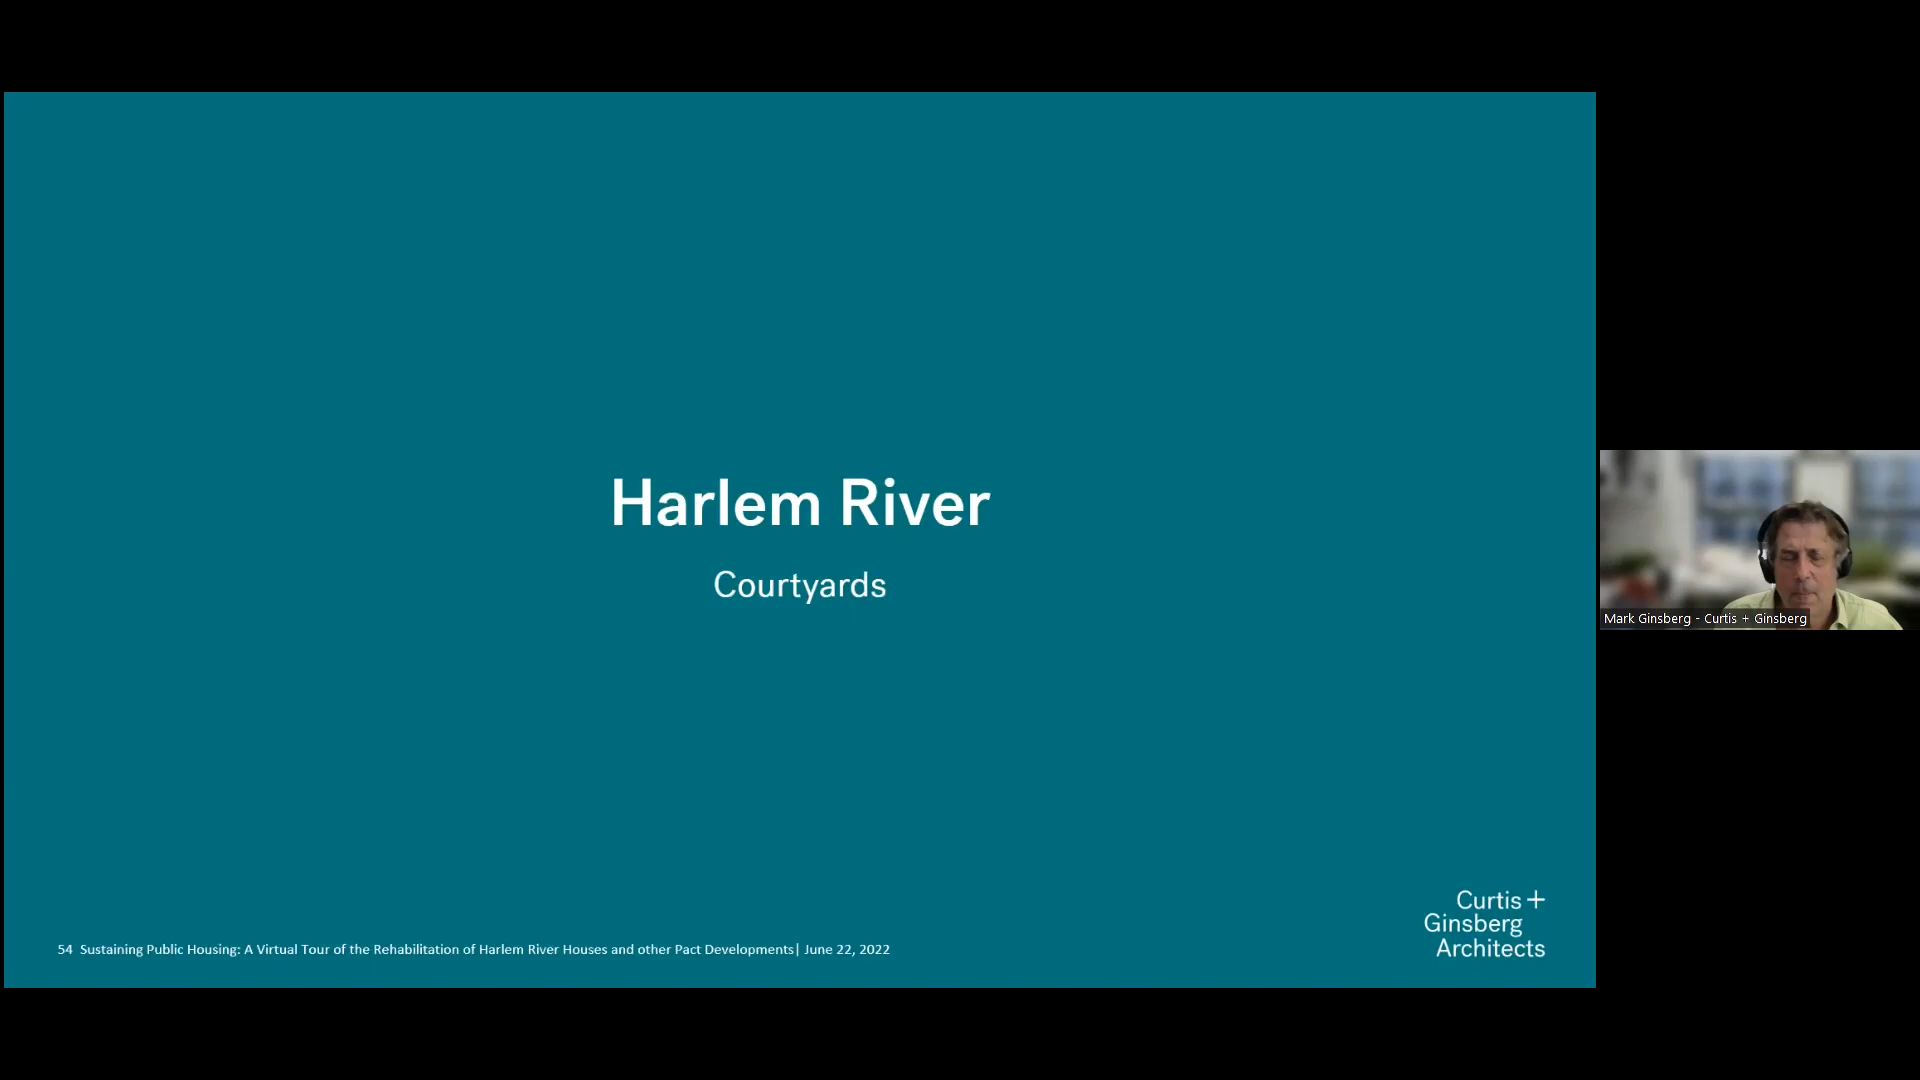 Harlem River
Courtyards
Mark Ginsberg - Curtis + Ginsberg
Curtis +
Ginsberg
Architects
54 Sustaining Public Housing: A Virtual Tour of the Rehabilitation of Harlem River Houses and other Pact Developments| June 22, 2022